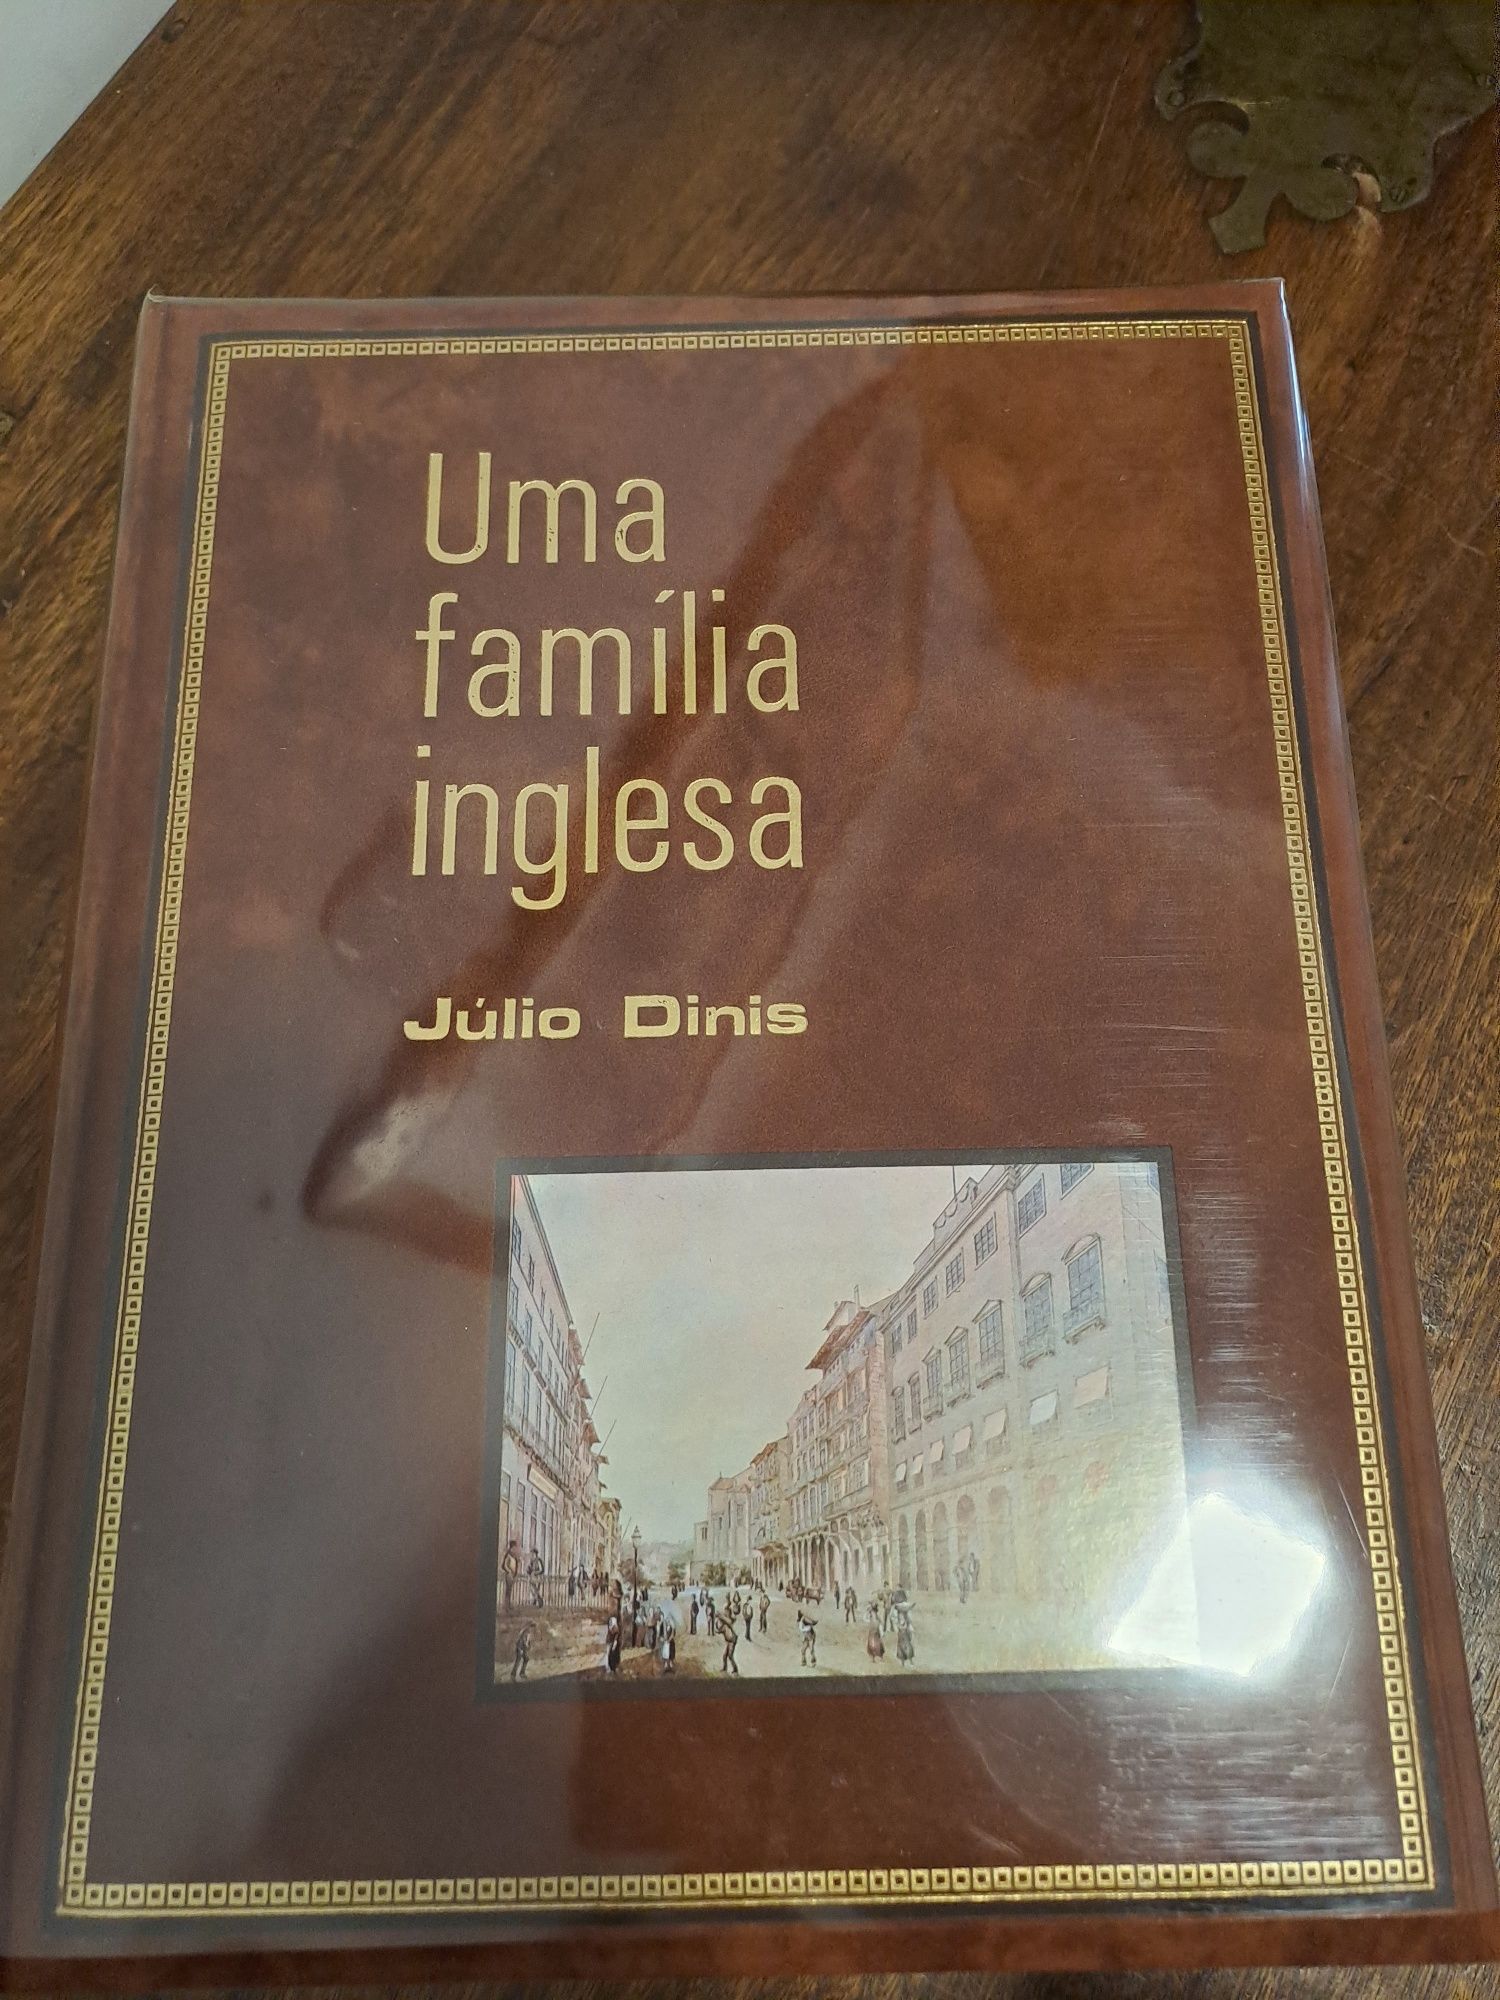 Uma
família
inglesa
Júlio Dinis